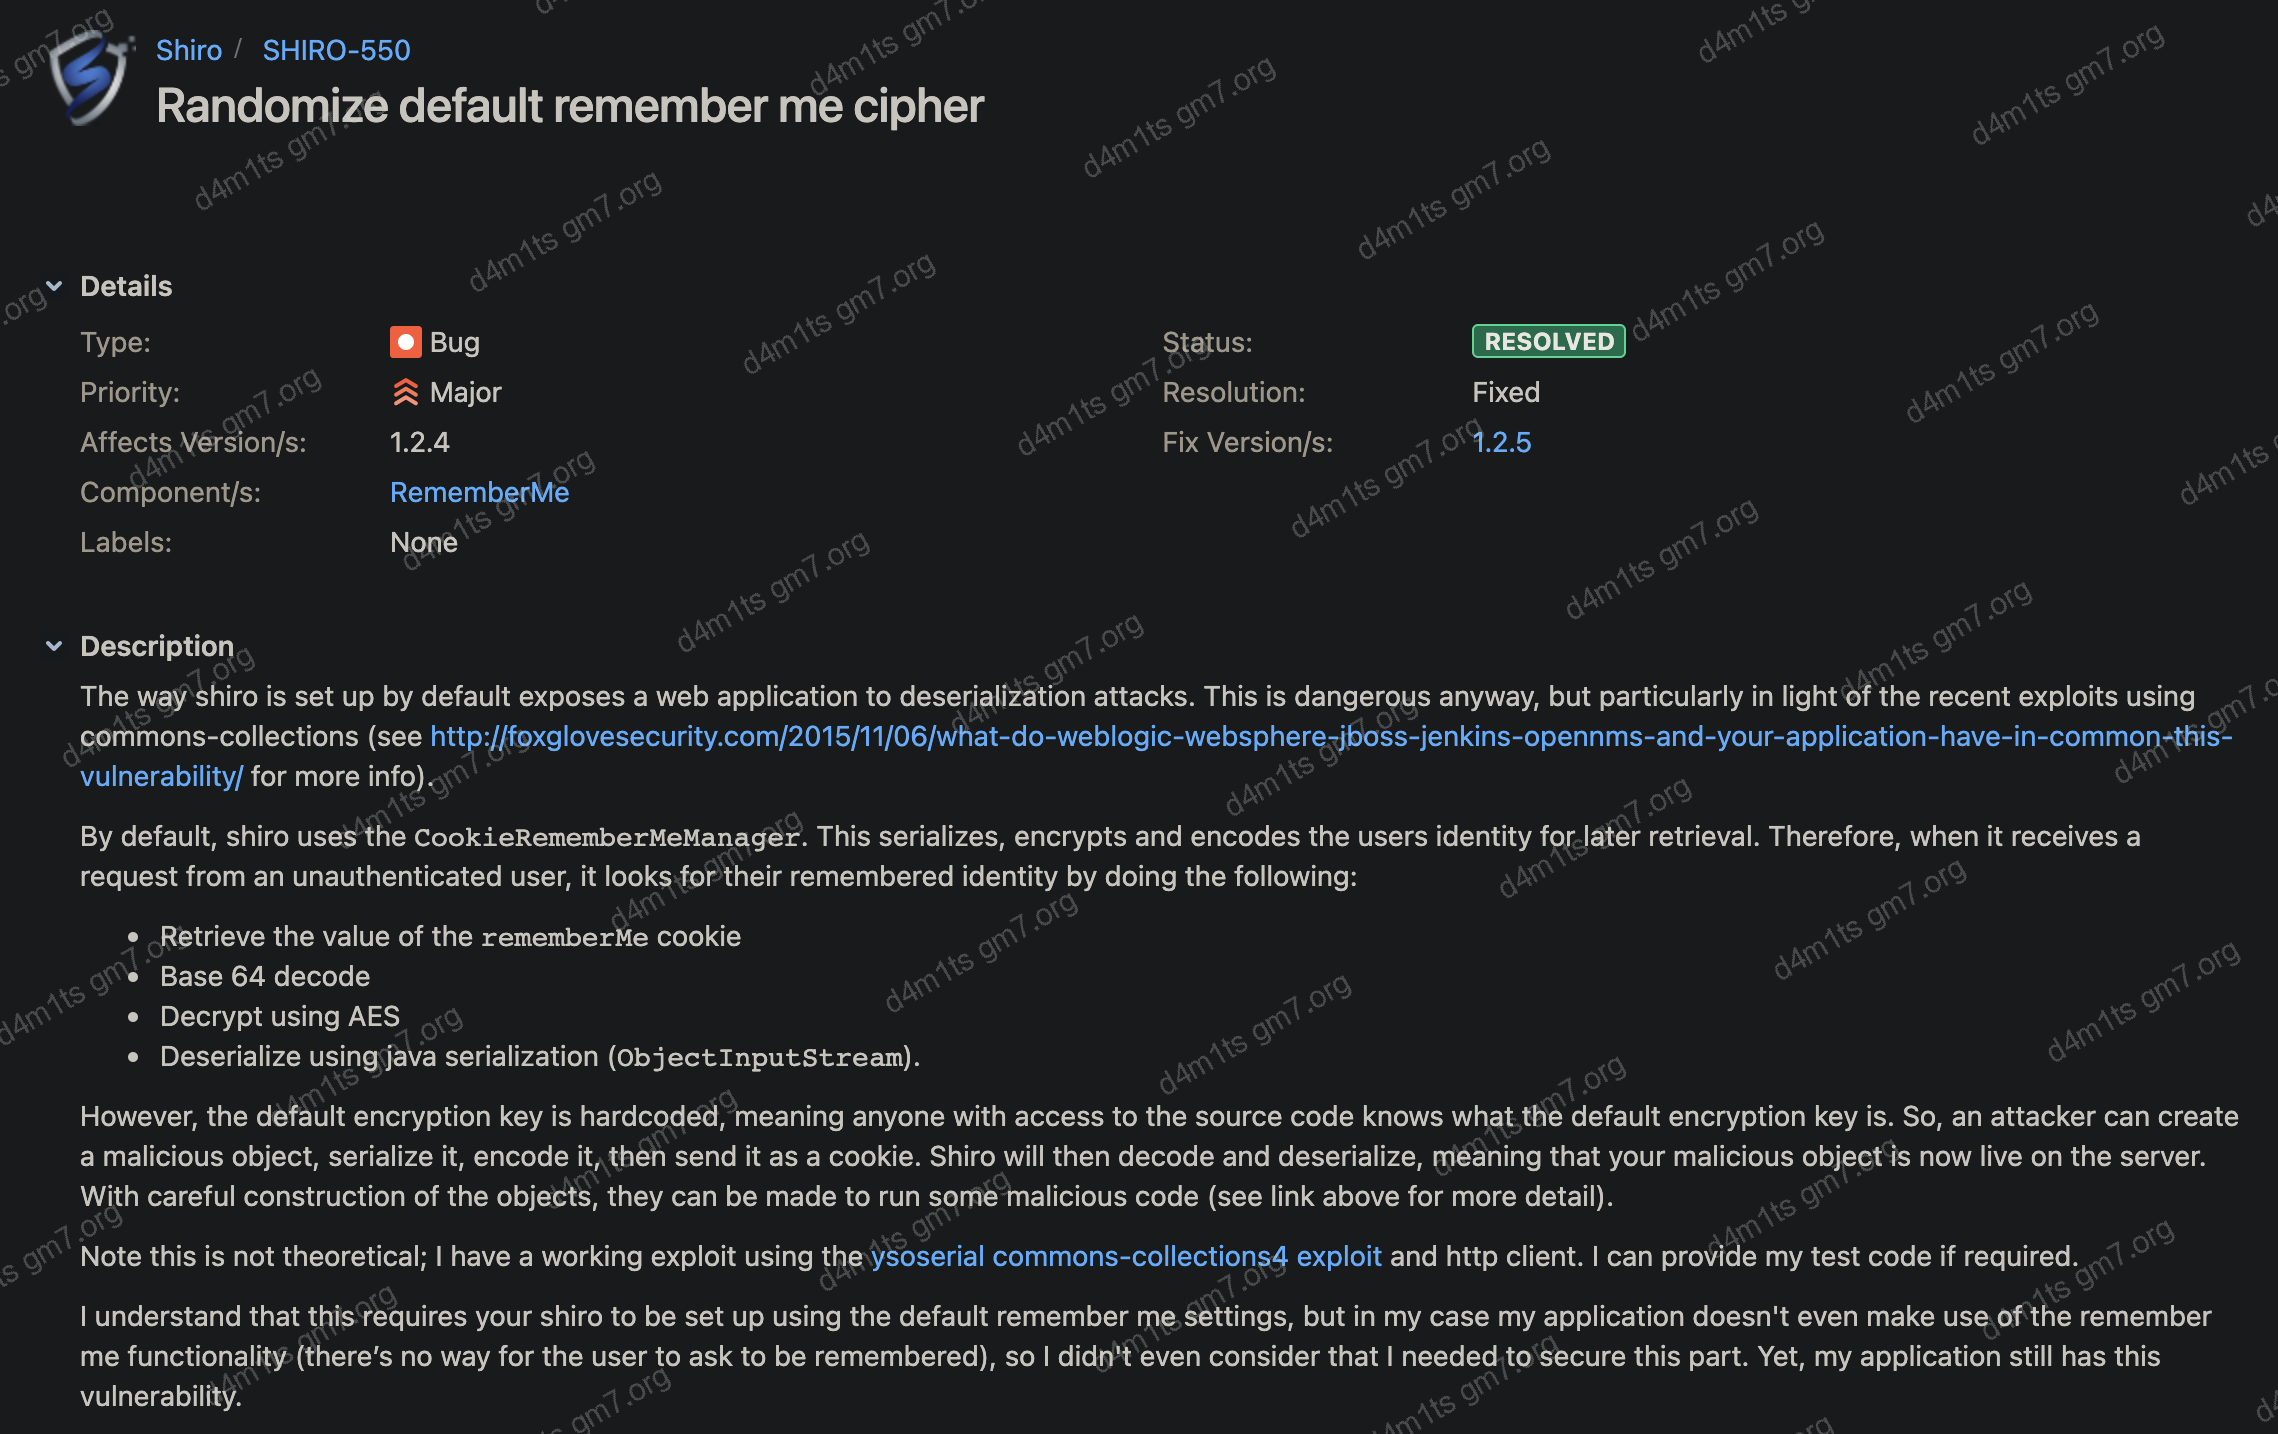 Shiro / SHIRO-550
Randomize default remember me cipher
Details
Type: Bug
Status: RESOLVED
Priority: Major
Resolution: Fixed
Affects Version/s: 1.2.4
Fix Version/s: 1.2.5
Component/s: RememberMe
Labels: None
Description
The way shiro is set up by default exposes a web application to deserialization attacks. This is dangerous anyway, but particularly in light of the recent exploits using
commons-collections (see http://foxglovesecurity.com/2015/11/06/what-do-weblogic-websphere-jboss-jenkins-opennms-and-your-application-have-in-common-this-
vulnerability/ for more info).
By default, shiro uses the CookieRememberMeManager. This serializes, encrypts and encodes the users identity for later retrieval. Therefore, when it receives a
request from an unauthenticated user, it looks for their remembered identity by doing the following:
• Retrieve the value of the rememberMe cookie
• Base 64 decode
• Decrypt using AES
• Deserialize using java serialization (ObjectInputStream).
However, the default encryption key is hardcoded, meaning anyone with access to the source code knows what the default encryption key is. So, an attacker can create
a malicious object, serialize it, encode it, then send it as a cookie. Shiro will then decode and deserialize, meaning that your malicious object is now live on the server.
With careful construction of the objects, they can be made to run some malicious code (see link above for more detail).
Note this is not theoretical; I have a working exploit using the ysoserial commons-collections4 exploit and http client. I can provide my test code if required.
I understand that this requires your shiro to be set up using the default remember me settings, but in my case my application doesn't even make use of the remember
me functionality (there’s no way for the user to ask to be remembered), so I didn't even consider that I needed to secure this part. Yet, my application still has this
vulnerability.
d4m1ts gm7.org